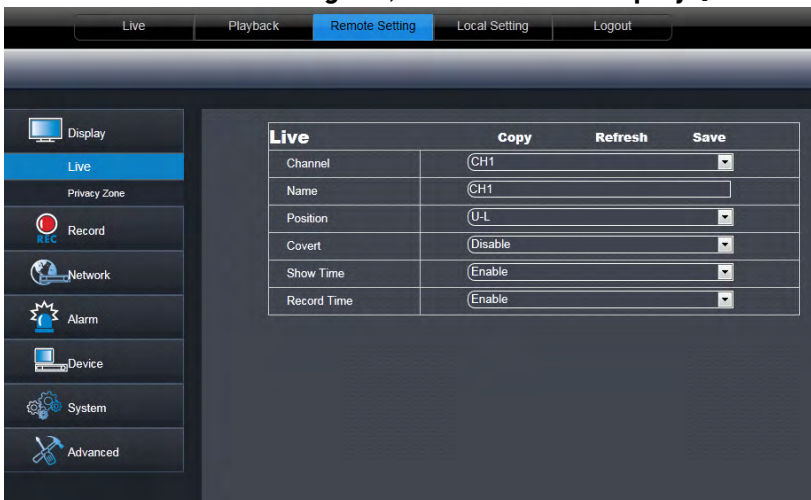 Live Playback Remote Setting Local Setting Logout
Display
Live
Privacy Zone
REC Record
Network
Alarm
Device
System
Advanced
Live Copy Refresh Save
Channel CH1
Name CH1
Position U-L
Covert Disable
Show Time Enable
Record Time Enable